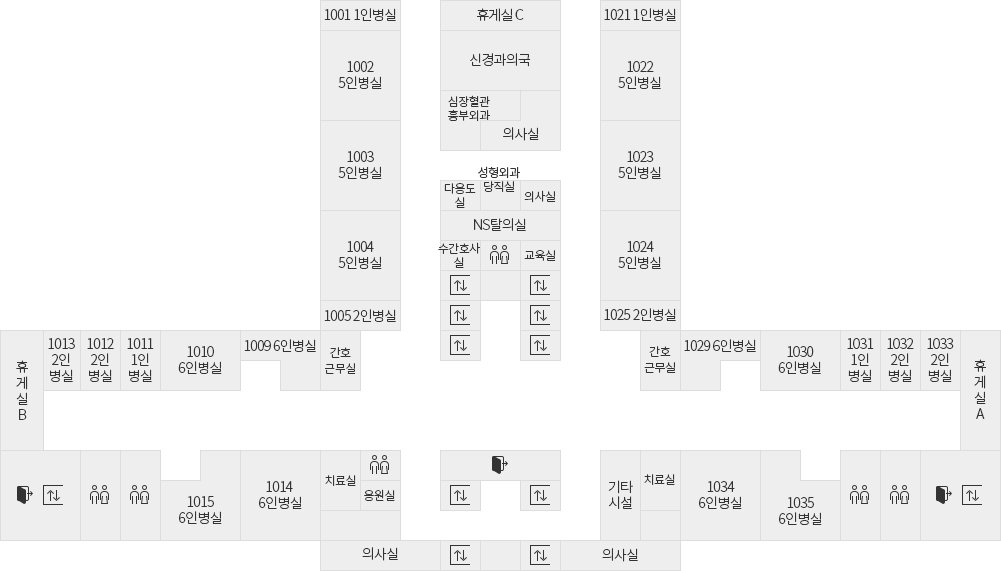 1001 1인병실
휴게실 C
1021 1인병실
1002
5인병실
신경과의국
1022
5인병실
심장혈관
흉부외과
의사실
1003
5인병실
1023
5인병실
성형외과
당직실
다용도
실
의사실
NS탈의실
1004
5인병실
수간호사
실
교육실
1024
5인병실
1005 2인병실
1025 2인병실
휴
게
실
B
1013
2인
병실
1012
2인
병실
1011
1인
병실
1010
6인병실
1009 6인병실
간호
근무실
간호
근무실
1029 6인병실
1030
6인병실
1031
1인
병실
1032
2인
병실
1033
2인
병실
휴
게
실
A
1015
6인병실
1014
6인병실
치료실
용원실
기타
시설
치료실
1034
6인병실
1035
6인병실
의사실
의사실